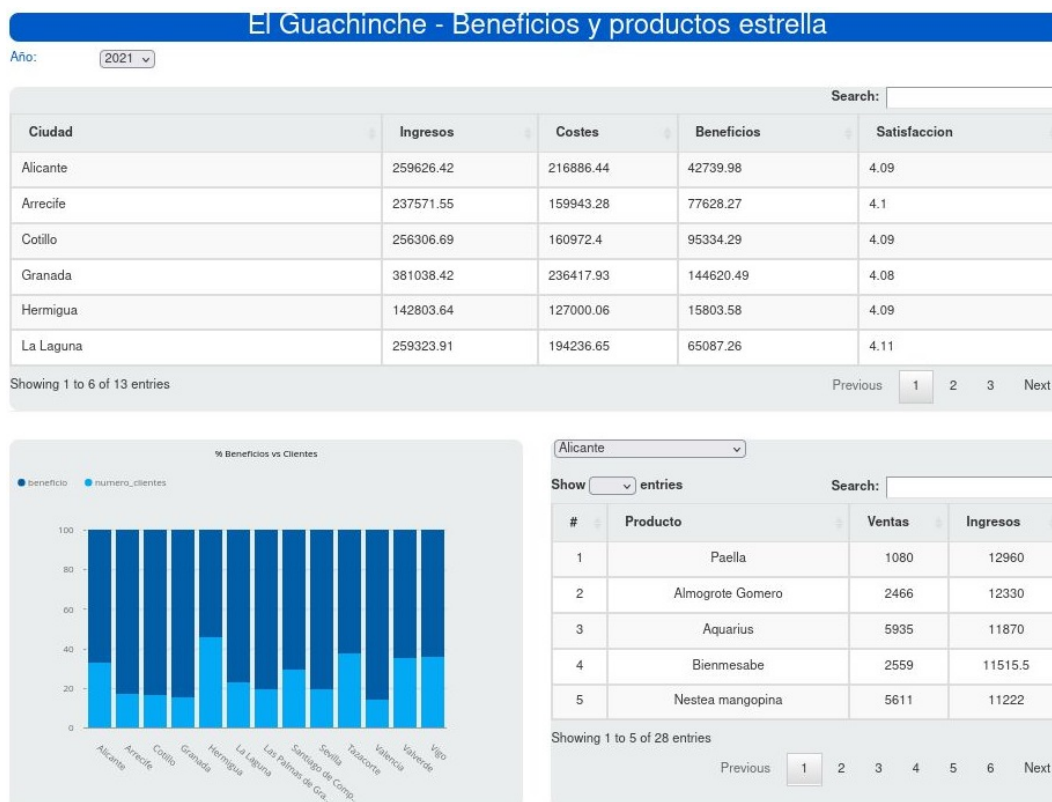 El Guachinche - Beneficios y productos estrella
Año: 2021
Search:
Ciudad Ingresos Costes Beneficios Satisfaccion
Alicante 259626.42 216886.44 42739.98 4.09
Arrecife 237571.55 159943.28 77628.27 4.1
Cotillo 256306.69 160972.4 95334.29 4.09
Granada 381038.42 236417.93 144620.49 4.08
Hermigua 142803.64 127000.06 15803.58 4.09
La Laguna 259323.91 194236.65 65087.26 4.11
Showing 1 to 6 of 13 entries Previous 1 2 3 Next
% Beneficios vs Clientes
beneficio numero_clientes
100
80
60
40
20
0
Alicante Arrecife Cotillo Granada Hermigua La Laguna Las Palmas de Gra... Santiago de Comp... Sevilla Tazacorte Valencia Valverde Vigo
Alicante
Show entries Search:
# Producto Ventas Ingresos
1 Paella 1080 12960
2 Almogrote Gomero 2466 12330
3 Aquarius 5935 11870
4 Bienmesabe 2559 11515.5
5 Nestea mangopina 5611 11222
Showing 1 to 5 of 28 entries
Previous 1 2 3 4 5 6 Next